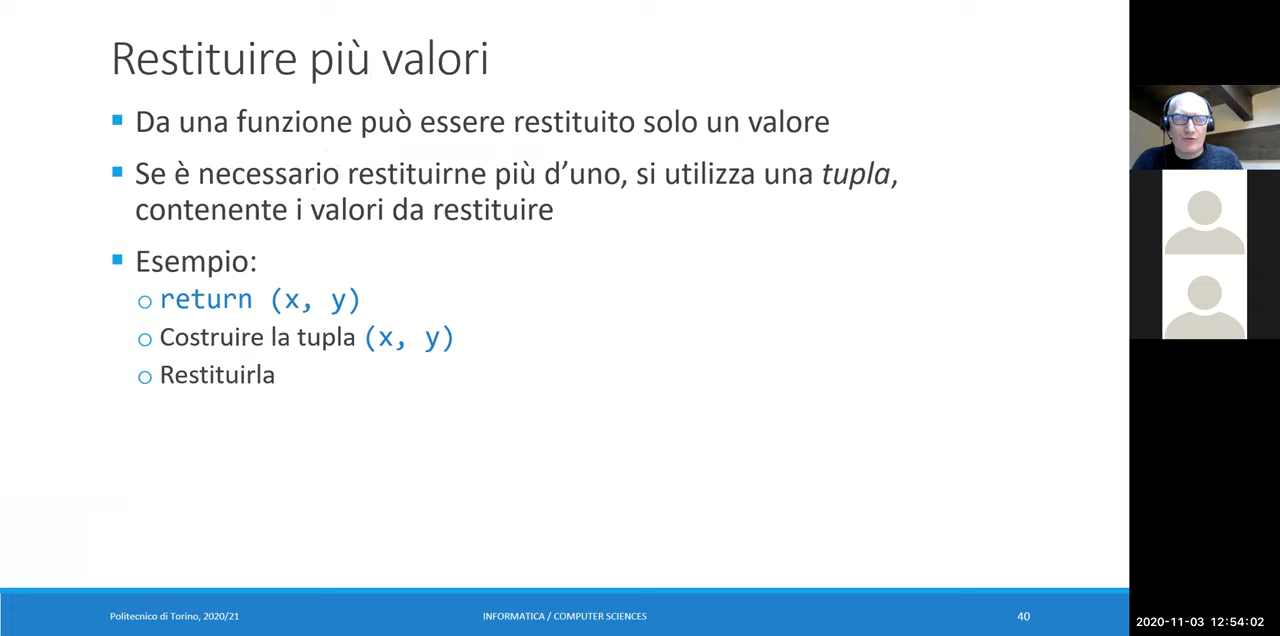 Restituire più valori
▪ Da una funzione può essere restituito solo un valore
▪ Se è necessario restituirne più d’uno, si utilizza una tupla,
contenente i valori da restituire
▪ Esempio:
o return (x, y)
o Costruire la tupla (x, y)
o Restituirla
Politecnico di Torino, 2020/21
INFORMATICA / COMPUTER SCIENCES
40
2020-11-03 12:54:02